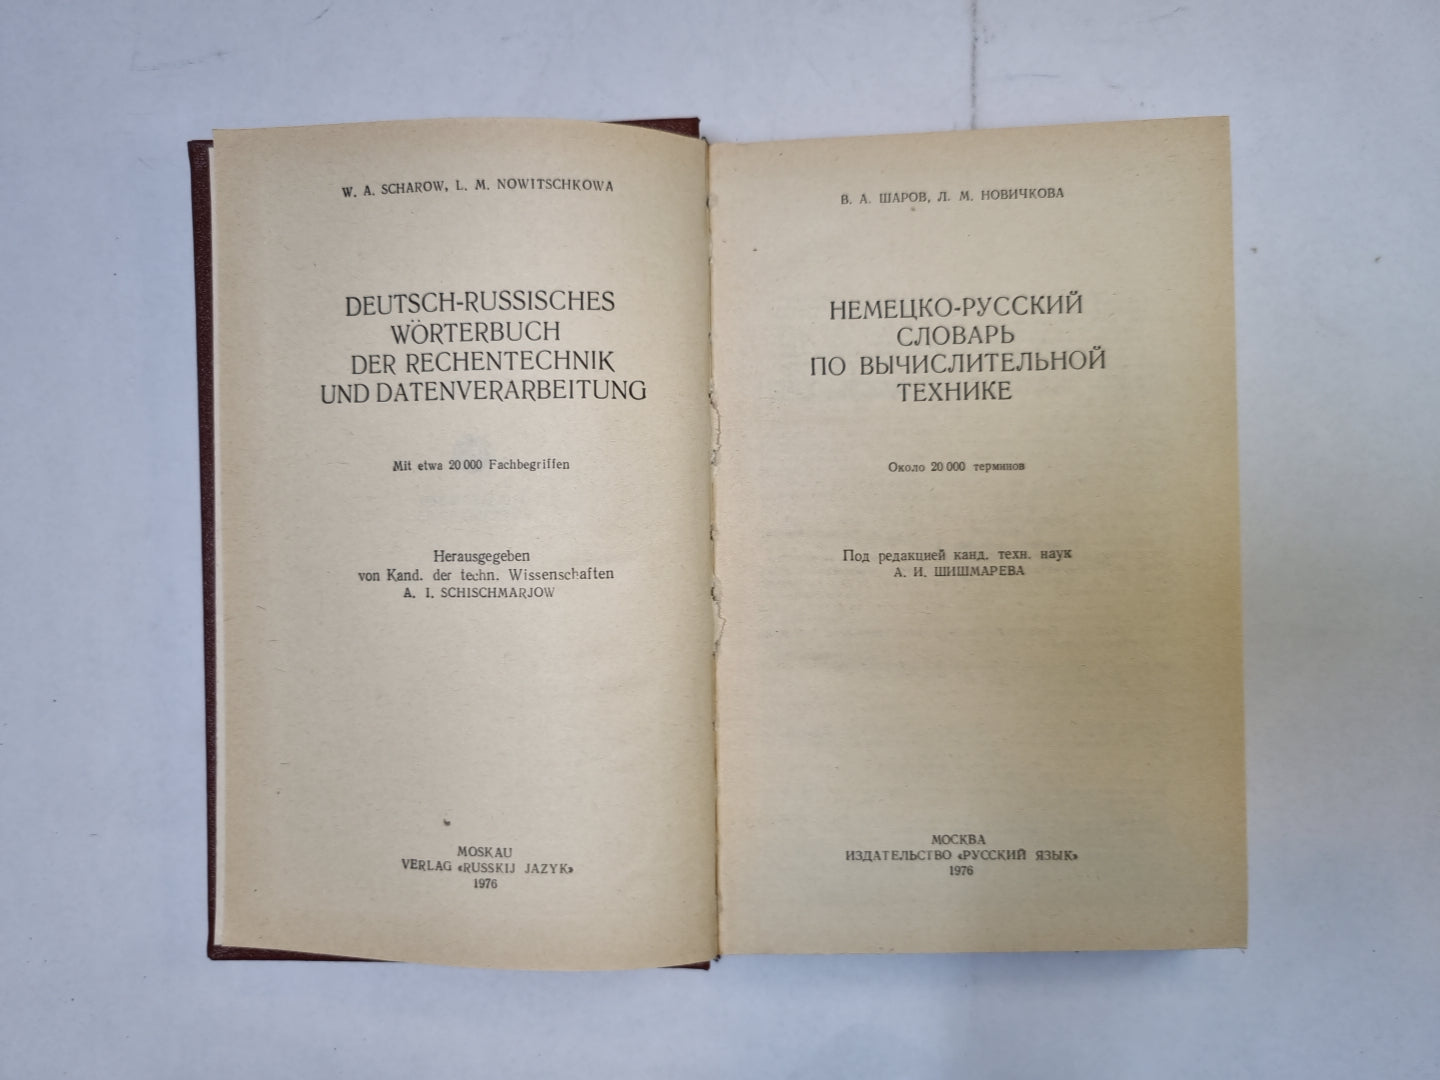 W. A. SCHAROW, L. M. NOWITSCHKOWA
DEUTSCH-RUSSISCHES
WÖRTERBUCH
DER RECHENTECHNIK
UND DATENVERARBEITUNG
Mit etwa 20 000 Fachbegriffen
Herausgegeben
von Kand. der techn. Wissenschaften
A. I. SCHISCHMARJOW
MOSKAU
VERLAG «RUSSKIJ JAZYK»
1976
В. А. ШАРОВ, Л. М. НОВИЧКОВА
НЕМЕЦКО-РУССКИЙ
СЛОВАРЬ
ПО ВЫЧИСЛИТЕЛЬНОЙ
ТЕХНИКЕ
Около 20 000 терминов
Под редакцией канд. техн. наук
А. И. ШИШМАРЕВА
МОСКВА
ИЗДАТЕЛЬСТВО «РУССКИЙ ЯЗЫК»
1976